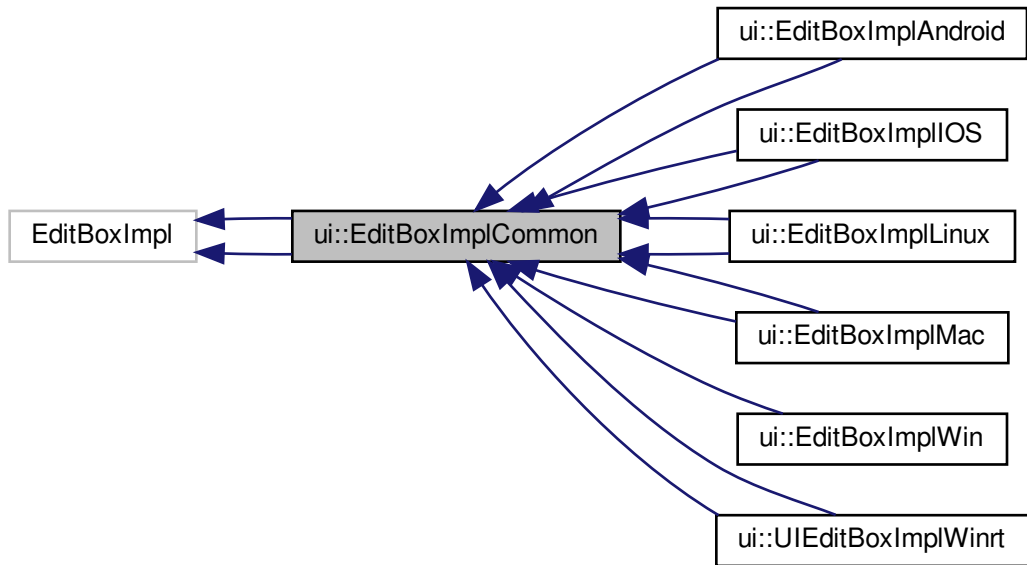 EditBoxImpl
ui::EditBoxImplCommon
ui::EditBoxImplAndroid
ui::EditBoxImplIOS
ui::EditBoxImplLinux
ui::EditBoxImplMac
ui::EditBoxImplWin
ui::UIEditBoxImplWinrt